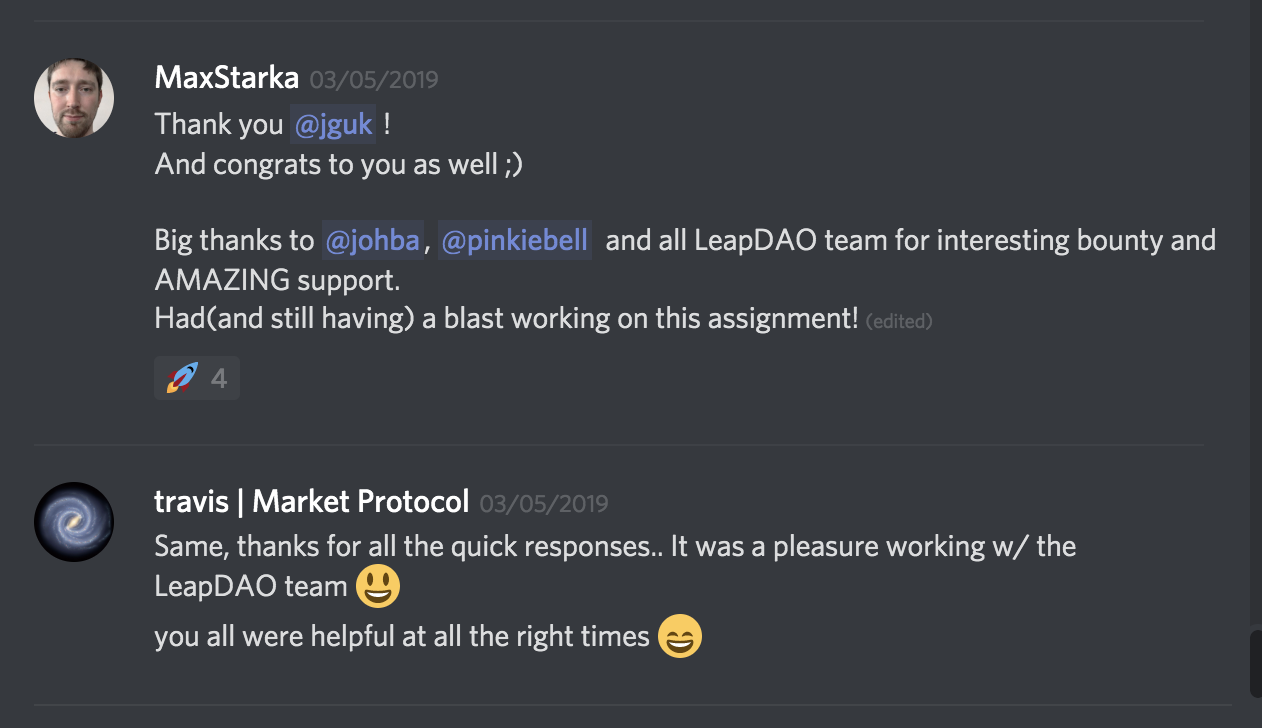 MaxStarka 03/05/2019
Thank you @jguk !
And congrats to you as well ;)
Big thanks to @johba, @pinkiebell and all LeapDAO team for interesting bounty and
AMAZING support.
Had(and still having) a blast working on this assignment! (edited)
4
travis | Market Protocol 03/05/2019
Same, thanks for all the quick responses.. It was a pleasure working w/ the
LeapDAO team
you all were helpful at all the right times